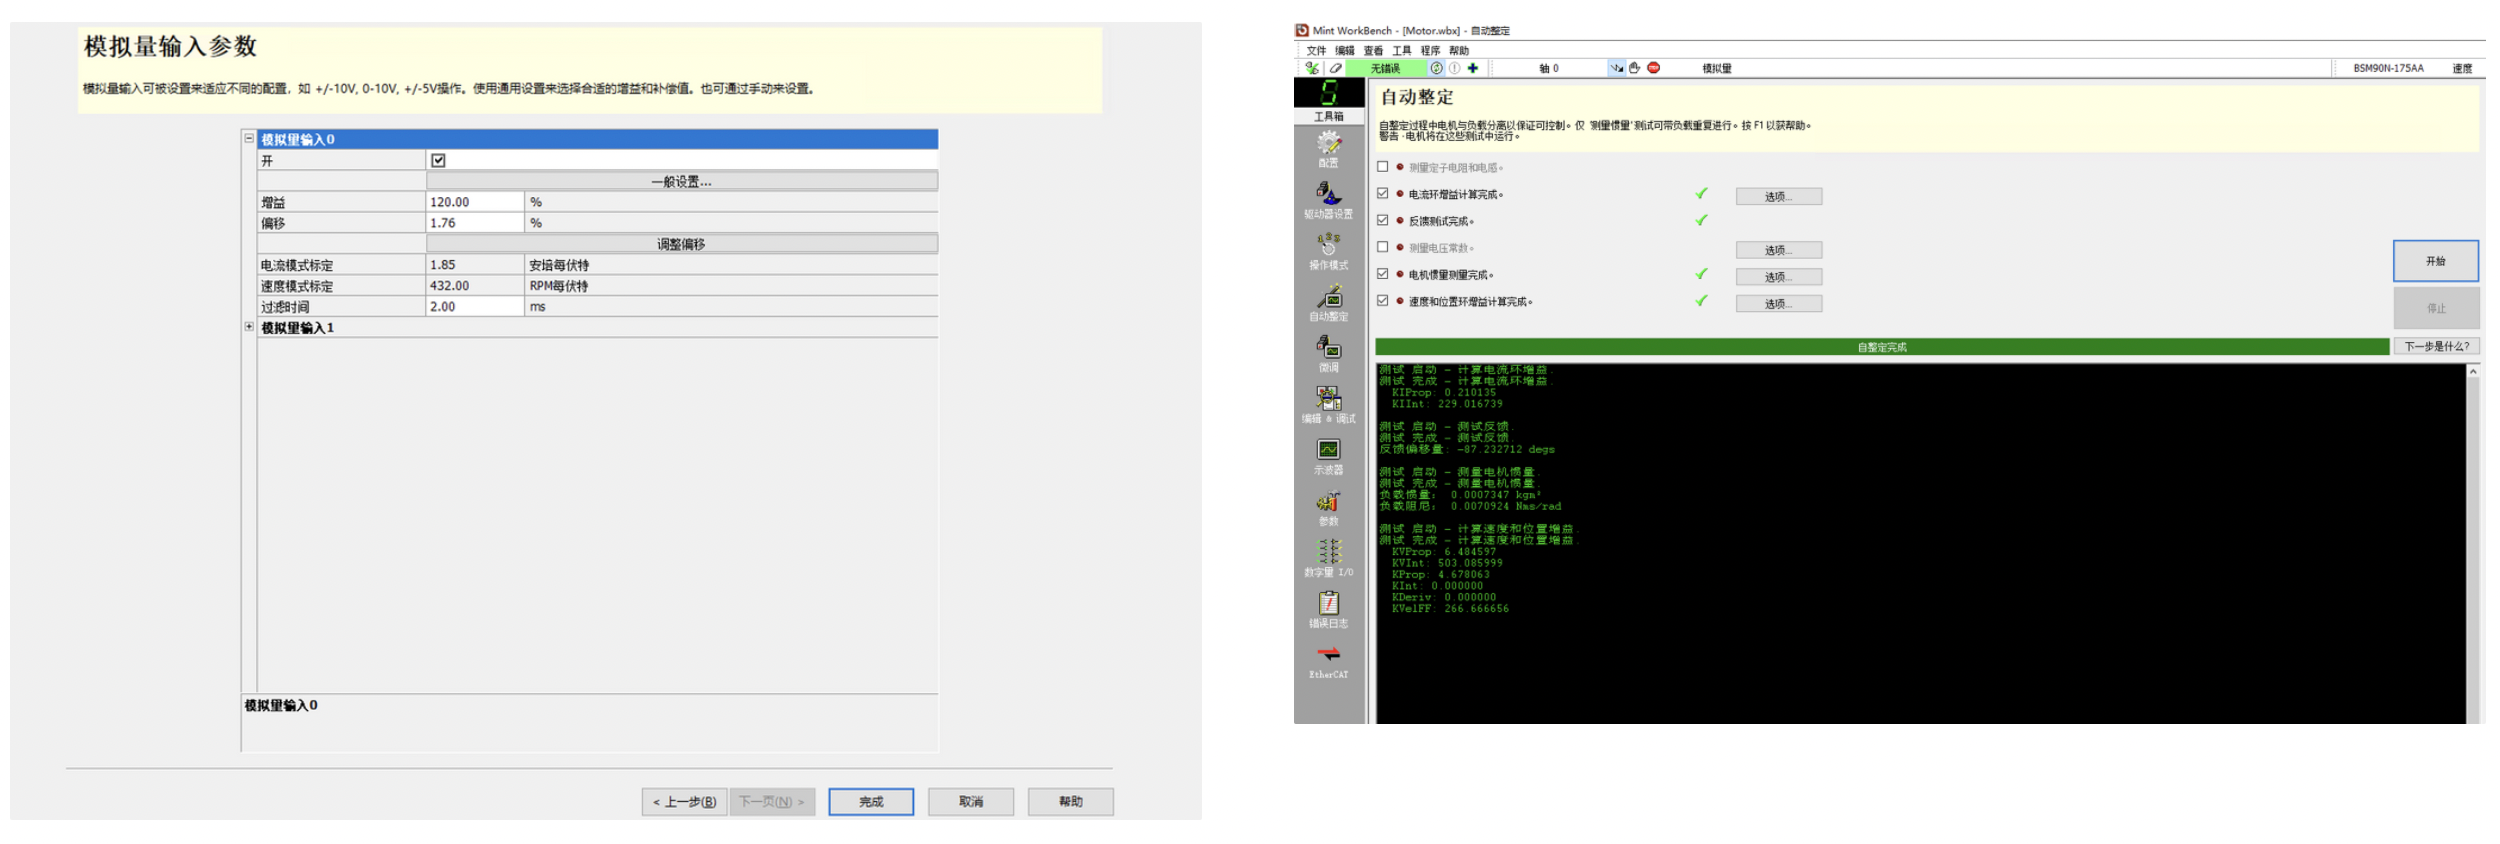 模拟量输入参数
模拟量输入可被设置来适应不同的配置，如 +/-10V, 0-10V, +/-5V操作。使用通用设置来选择合适的增益和补偿值。也可通过手动来设置。
模拟里输入0
开
一般设置...
增益 120.00 %
偏移 1.76 %
调整偏移
电流模式标定 1.85 安培每伏特
速度模式标定 432.00 RPM每伏特
过滤时间 2.00 ms
模拟里输入1
模拟里输入0
< 上一步(B)
下一页(N) >
完成
取消
帮助
Mint WorkBench - [Motor.wbx] - 自动整定
文件 编辑 查看 工具 程序 帮助
无错误 轴 0 模拟里 BSM90N-175AA 速度
工具箱
配置
驱动器设置
操作模式
自动整定
微调
编辑 & 调试
示波器
参数
数字量 I/O
错误日志
EtherCAT
自动整定
自整定过程中电机与负载分离以保证可控制。仅 '测里惯里' 测试可带负载重复进行。按 F1 以获帮助。
警告 -电机将在这些测试中运行。
测里定子电阻和电感。
电流环增益计算完成。 选项...
反馈测试完成。
测里电压常数。 选项...
电机惯里测里完成。 选项...
速度和位置环增益计算完成。 选项...
开始
停止
自整定完成
下一步是什么?
测试 启动 - 计算电流环增益.
测试 完成 - 计算电流环增益.
KIProp: 0.210135
KIInt: 229.016739
测试 启动 - 测试反馈.
测试 完成 - 测试反馈.
反馈偏移量: -87.232712 degs
测试 启动 - 测量电机惯量.
测试 完成 - 测量电机惯量.
负载惯量: 0.0007347 kgm²
负载阻尼: 0.0070924 Nms/rad
测试 启动 - 计算速度和位置增益.
测试 完成 - 计算速度和位置增益.
KVProp: 6.484597
KVInt: 503.085999
KProp: 4.678063
KInt: 0.000000
KDeriv: 0.000000
KVelFF: 266.666656